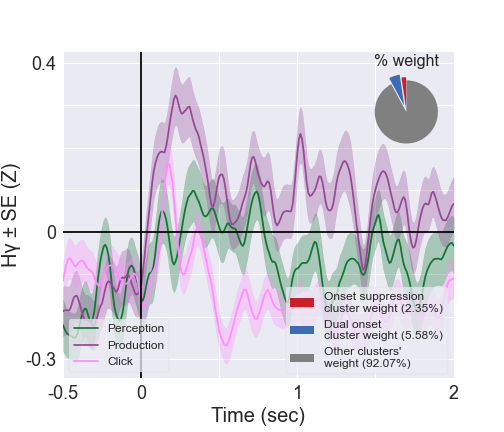 % weight
0.4
0
-0.3
Hγ ± SE (Z)
Perception
Production
Click
Onset suppression
cluster weight (2.35%)
Dual onset
cluster weight (5.58%)
Other clusters'
weight (92.07%)
-0.5
0
1
2
Time (sec)